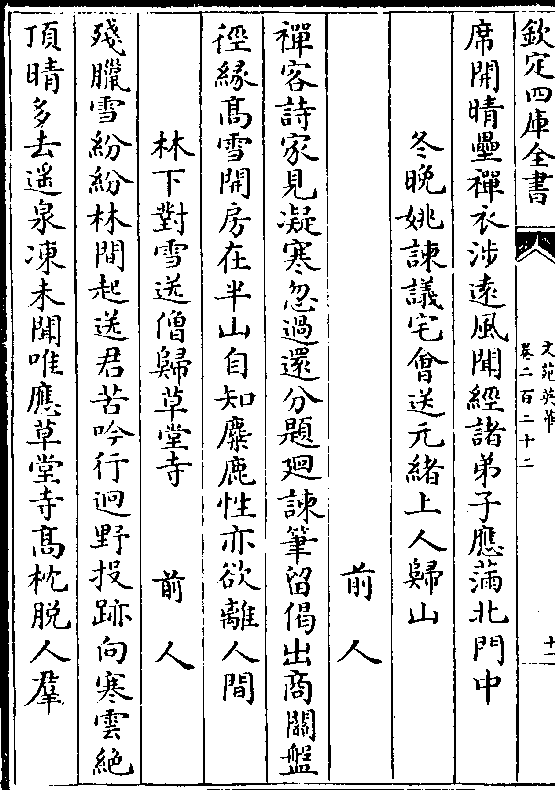 欽定四庫全書
文苑英華
卷二百二十二
十一
席開晴壘禪衣涉遠風聞經諸弟子應滿北門中
冬晚姚諫議宅會送元緒上人歸山
前人
禪客詩家見凝寒忽過還分題迴諫筆留偈出商關盤
徑緣高雪開房在半山自知麋鹿性亦欲離人間
林下對雪送僧歸草堂寺
前人
殘臘雪紛紛林間起送君苦吟行迥野投跡向寒雲絶
頂晴多去遥泉凍未聞唯應草堂寺高枕脱人羣